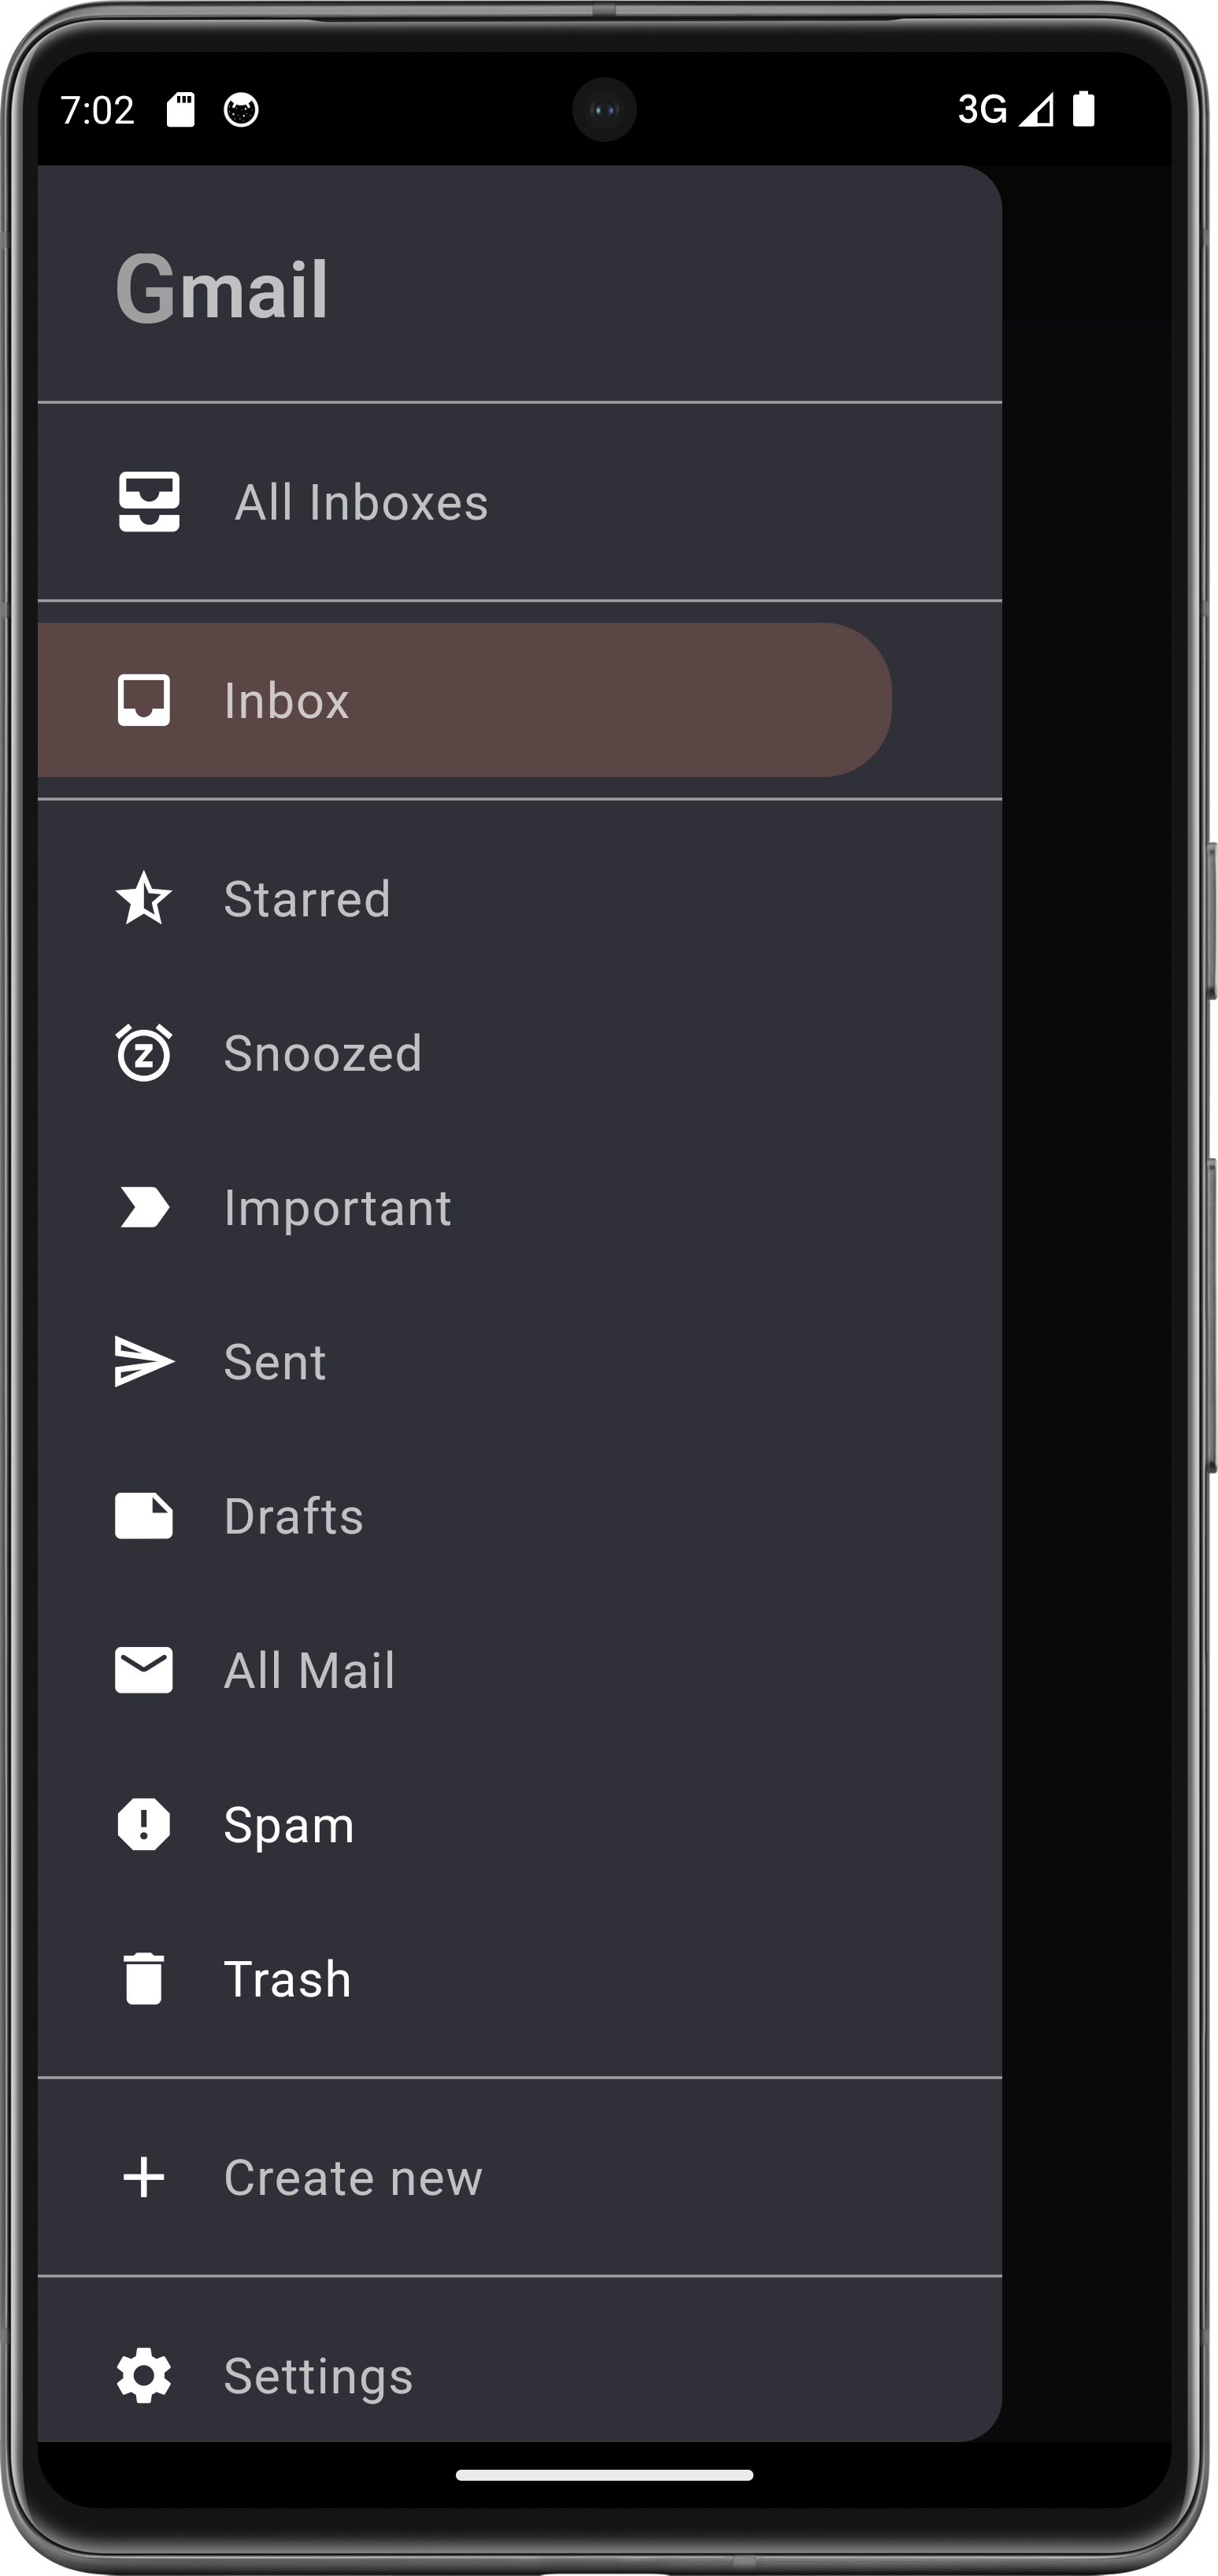 7:02 3G
Gmail
All Inboxes
Inbox
Starred
Snoozed
Important
Sent
Drafts
All Mail
Spam
Trash
Create new
Settings